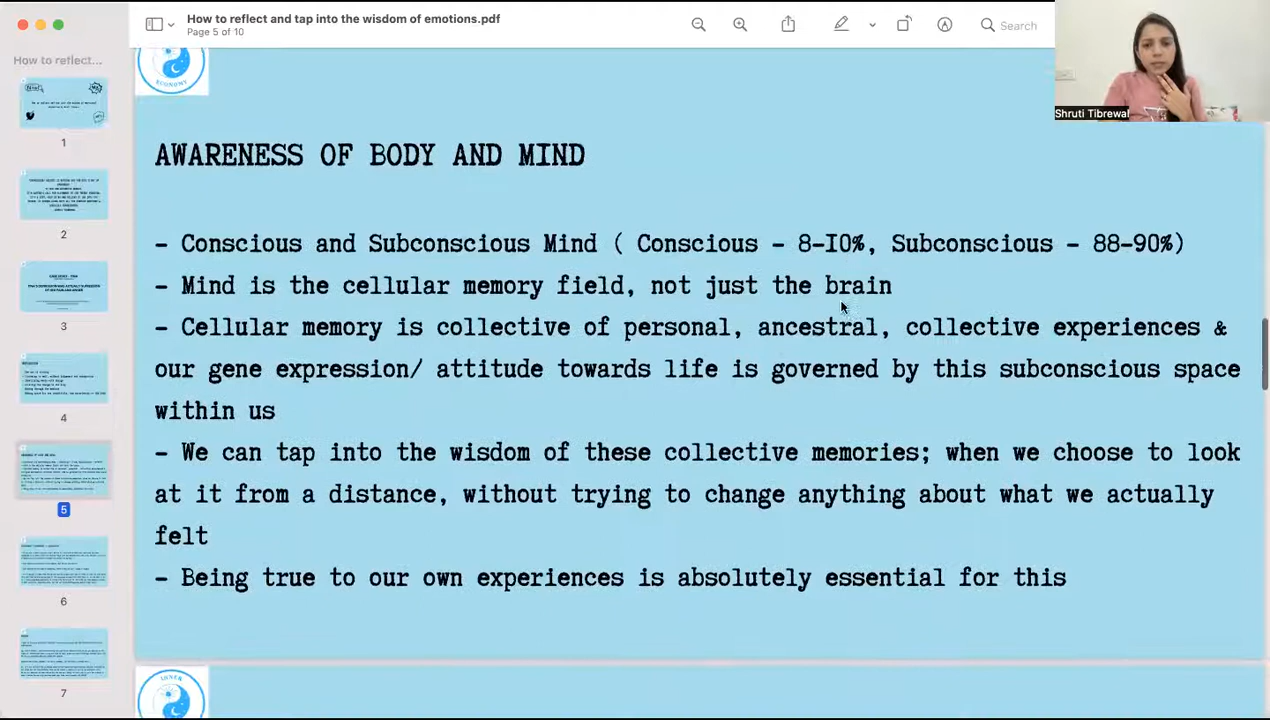 How to reflect and tap into the wisdom of emotions.pdf
Page 5 of 10
Search
How to reflect...
Shruti Tibrewal
ECONOMY
AWARENESS OF BODY AND MIND
- Conscious and Subconscious Mind ( Conscious - 8-I0%, Subconscious - 88-90%)
- Mind is the cellular memory field, not just the brain
- Cellular memory is collective of personal, ancestral, collective experiences &
our gene expression/ attitude towards life is governed by this subconscious space
within us
- We can tap into the wisdom of these collective memories; when we choose to look
at it from a distance, without trying to change anything about what we actually
felt
- Being true to our own experiences is absolutely essential for this
INNER
1
2
3
4
5
6
7